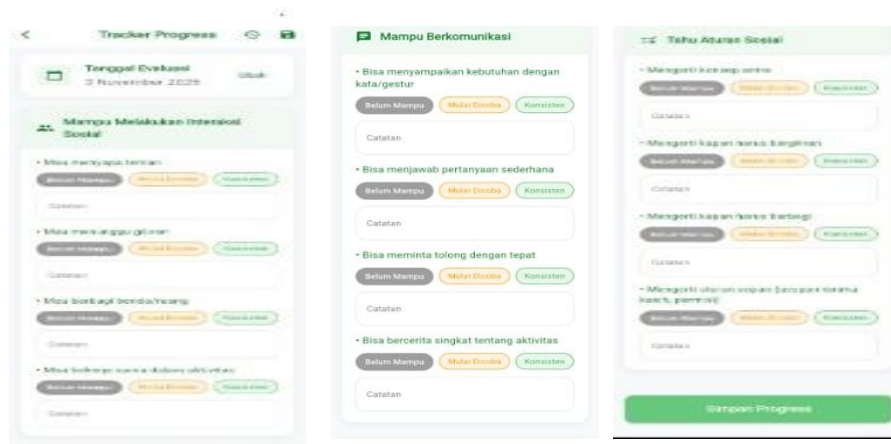 Tracker Progress
Tanggal Evaluasi
3 November 2025
Ubah
Mampu Melakukan Interaksi
Sosial
• Bisa menyapa teman
Belum Mampu Mulai Dicoba Konsisten
Catatan
• Bisa menunggu giliran
Belum Mampu Mulai Dicoba Konsisten
Catatan
• Bisa berbagi benda/ruang
Belum Mampu Mulai Dicoba Konsisten
Catatan
• Bisa bekerja sama dalam aktivitas
Belum Mampu Mulai Dicoba Konsisten
Catatan
Mampu Berkomunikasi
• Bisa menyampaikan kebutuhan dengan
kata/gestur
Belum Mampu Mulai Dicoba Konsisten
Catatan
• Bisa menjawab pertanyaan sederhana
Belum Mampu Mulai Dicoba Konsisten
Catatan
• Bisa meminta tolong dengan tepat
Belum Mampu Mulai Dicoba Konsisten
Catatan
• Bisa bercerita singkat tentang aktivitas
Belum Mampu Mulai Dicoba Konsisten
Catatan
Tahu Aturan Sosial
• Mengerti konsep antre
Belum Mampu Mulai Dicoba Konsisten
Catatan
• Mengerti kapan harus bergiliran
Belum Mampu Mulai Dicoba Konsisten
Catatan
• Mengerti kapan harus berbagi
Belum Mampu Mulai Dicoba Konsisten
Catatan
• Mengerti aturan sopan (ucapan terima
kasih, permisi)
Belum Mampu Mulai Dicoba Konsisten
Catatan
Simpan Progress